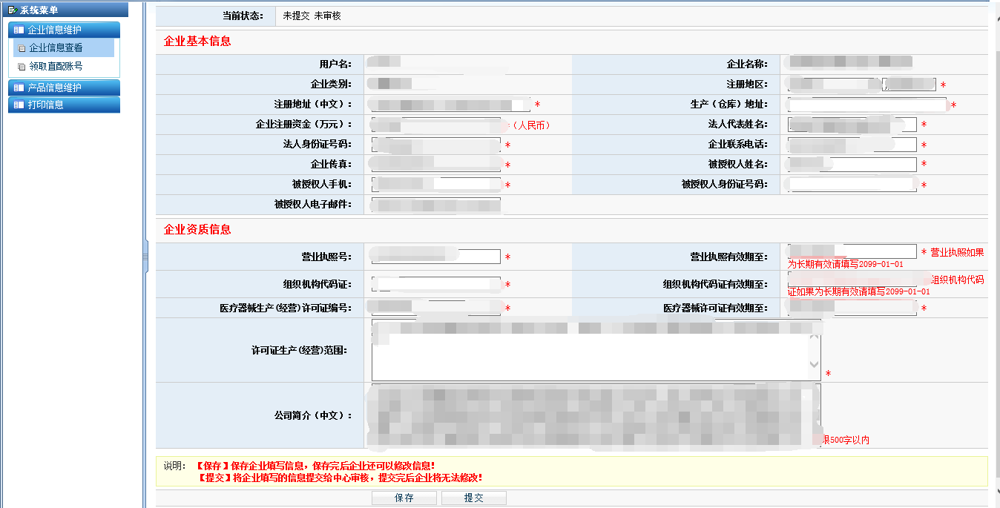 系统菜单
企业信息维护
企业信息查看
领取直配账号
产品信息维护
打印信息
当前状态： 未提交 未审核
企业基本信息
用户名： 企业名称：
企业类别： 注册地区： *
注册地址（中文）： * 生产（仓库）地址： *
企业注册资金（万元）： *（人民币） 法人代表姓名： *
法人身份证号码： * 企业联系电话： *
企业传真： * 被授权人姓名： *
被授权人手机： * 被授权人身份证号码： *
被授权人电子邮件：
企业资质信息
营业执照号： * 营业执照有效期至： * 营业执照如果
为长期有效请填写2099-01-01
组织机构代码证： * 组织机构代码证有效期至： 组织机构代码
证如果为长期有效请填写2099-01-01
医疗器械生产(经营)许可证编号： * 医疗器械许可证有效期至： *
许可证生产(经营)范围： *
公司简介（中文）： 限500字以内
说明： 【保存】保存企业填写信息，保存完后企业还可以修改信息！
【提交】将企业填写的信息提交给中心审核，提交完后企业将无法修改！
保存 提交